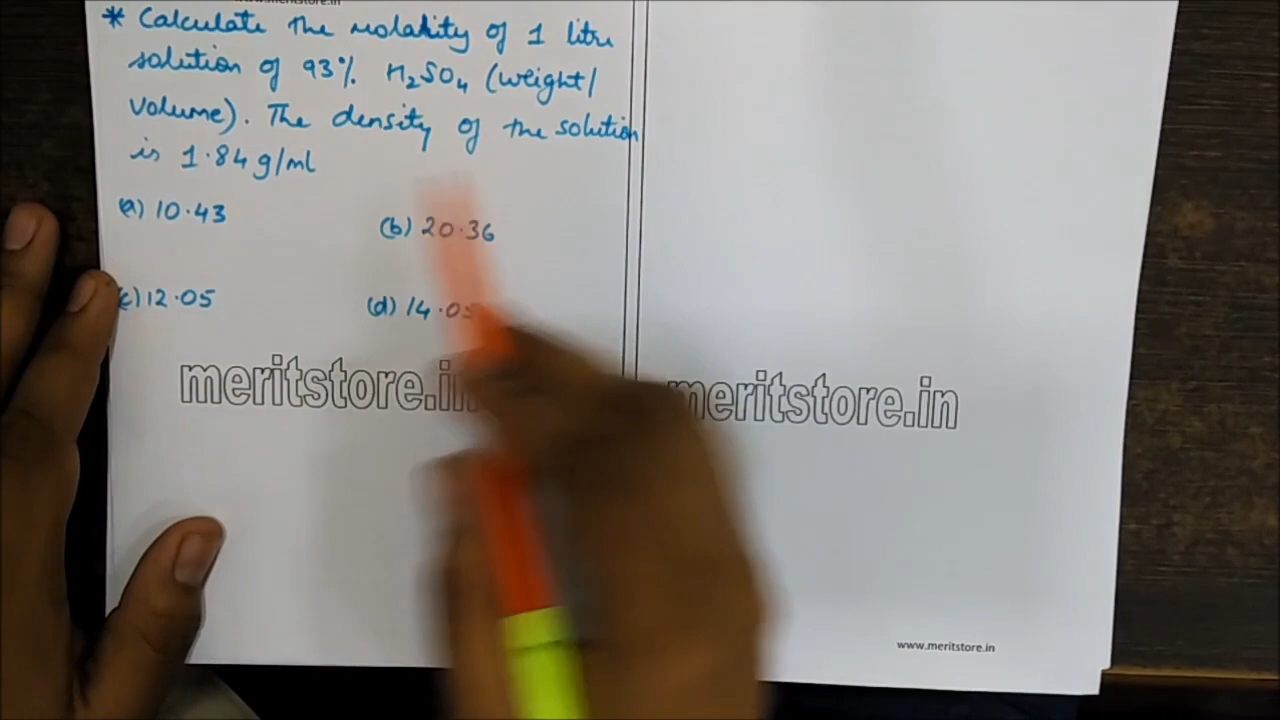 * Calculate the molality of 1 litre
solution of 93% H₂SO₄ (weight/
volume). The density of the solution
is 1.84 g/ml
(a) 10.43
(b) 20.36
(c) 12.05
(d) 14.05
meritstore.in
meritstore.in
www.meritstore.in